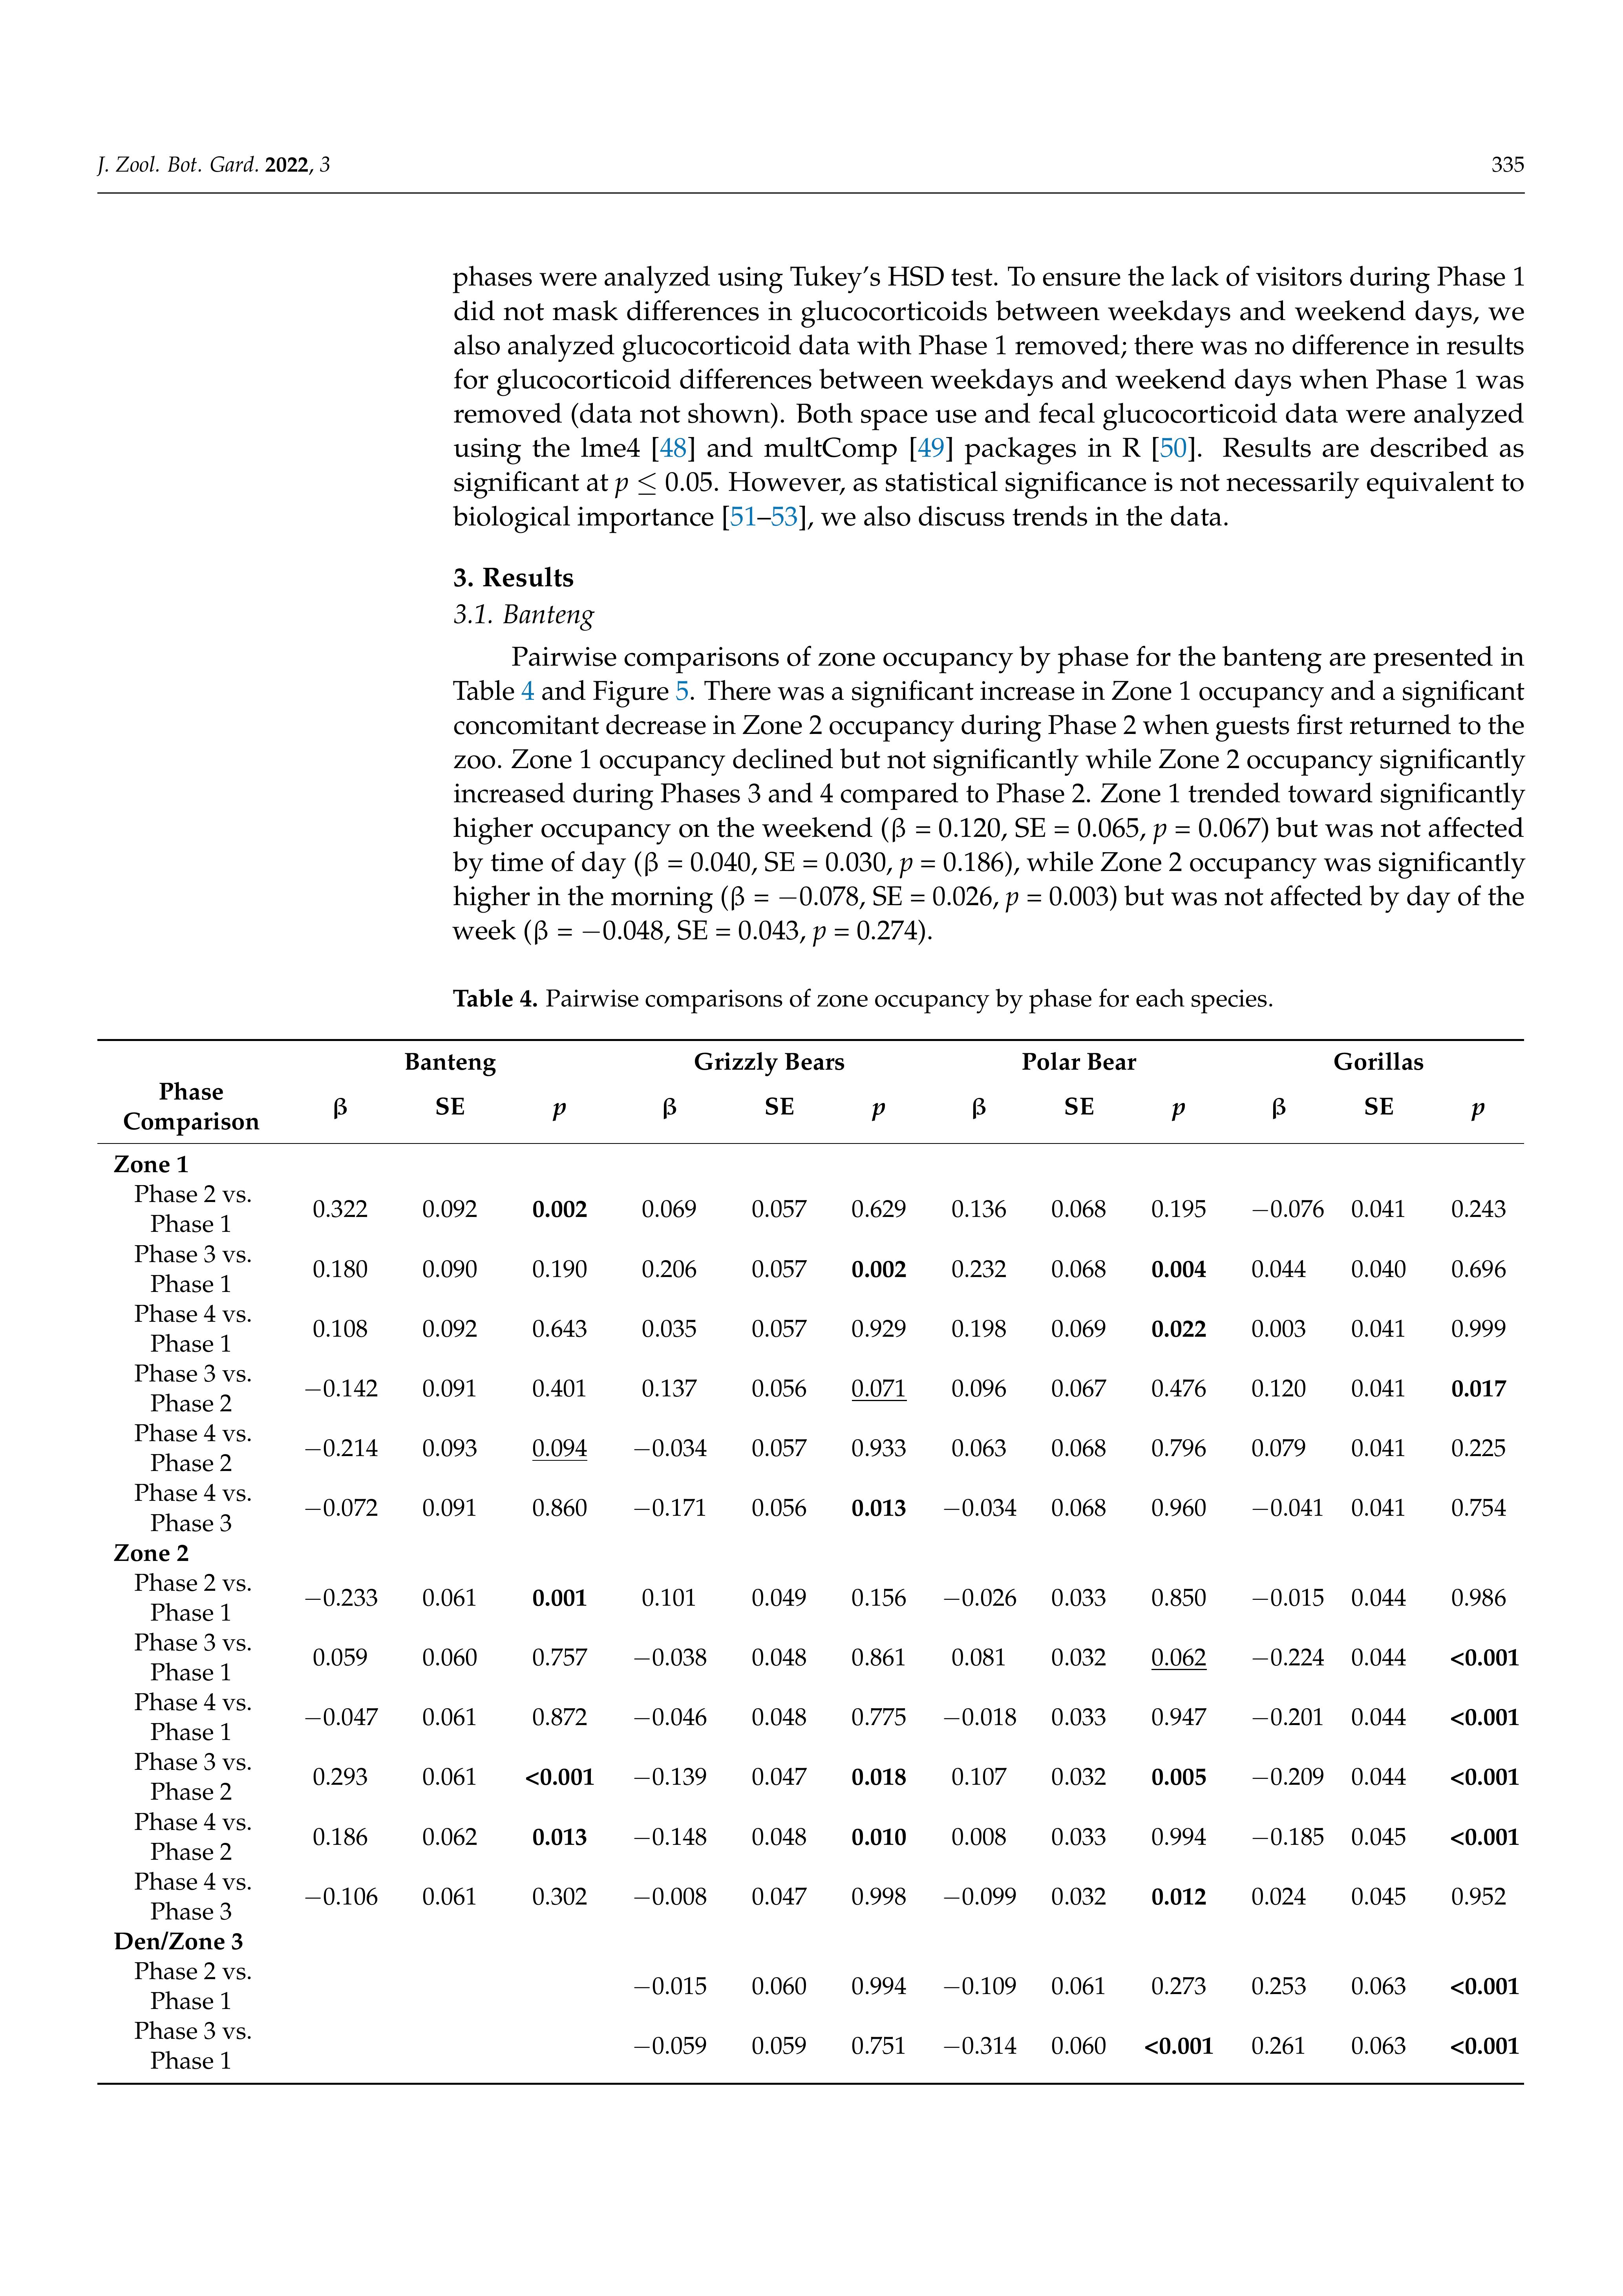 J. Zool. Bot. Gard. 2022, 3 335
phases were analyzed using Tukey’s HSD test. To ensure the lack of visitors during Phase 1
did not mask differences in glucocorticoids between weekdays and weekend days, we
also analyzed glucocorticoid data with Phase 1 removed; there was no difference in results
for glucocorticoid differences between weekdays and weekend days when Phase 1 was
removed (data not shown). Both space use and fecal glucocorticoid data were analyzed
using the lme4 [48] and multComp [49] packages in R [50]. Results are described as
significant at p ≤ 0.05. However, as statistical significance is not necessarily equivalent to
biological importance [51–53], we also discuss trends in the data.
3. Results
3.1. Banteng
Pairwise comparisons of zone occupancy by phase for the banteng are presented in
Table 4 and Figure 5. There was a significant increase in Zone 1 occupancy and a significant
concomitant decrease in Zone 2 occupancy during Phase 2 when guests first returned to the
zoo. Zone 1 occupancy declined but not significantly while Zone 2 occupancy significantly
increased during Phases 3 and 4 compared to Phase 2. Zone 1 trended toward significantly
higher occupancy on the weekend (β = 0.120, SE = 0.065, p = 0.067) but was not affected
by time of day (β = 0.040, SE = 0.030, p = 0.186), while Zone 2 occupancy was significantly
higher in the morning (β = −0.078, SE = 0.026, p = 0.003) but was not affected by day of the
week (β = −0.048, SE = 0.043, p = 0.274).
Table 4. Pairwise comparisons of zone occupancy by phase for each species.
Banteng Grizzly Bears Polar Bear Gorillas
Phase
Comparison
β SE p β SE p β SE p β SE p
Zone 1
Phase 2 vs.
Phase 1
0.322 0.092 0.002 0.069 0.057 0.629 0.136 0.068 0.195 −0.076 0.041 0.243
Phase 3 vs.
Phase 1
0.180 0.090 0.190 0.206 0.057 0.002 0.232 0.068 0.004 0.044 0.040 0.696
Phase 4 vs.
Phase 1
0.108 0.092 0.643 0.035 0.057 0.929 0.198 0.069 0.022 0.003 0.041 0.999
Phase 3 vs.
Phase 2
−0.142 0.091 0.401 0.137 0.056 0.071 0.096 0.067 0.476 0.120 0.041 0.017
Phase 4 vs.
Phase 2
−0.214 0.093 0.094 −0.034 0.057 0.933 0.063 0.068 0.796 0.079 0.041 0.225
Phase 4 vs.
Phase 3
−0.072 0.091 0.860 −0.171 0.056 0.013 −0.034 0.068 0.960 −0.041 0.041 0.754
Zone 2
Phase 2 vs.
Phase 1
−0.233 0.061 0.001 0.101 0.049 0.156 −0.026 0.033 0.850 −0.015 0.044 0.986
Phase 3 vs.
Phase 1
0.059 0.060 0.757 −0.038 0.048 0.861 0.081 0.032 0.062 −0.224 0.044 <0.001
Phase 4 vs.
Phase 1
−0.047 0.061 0.872 −0.046 0.048 0.775 −0.018 0.033 0.947 −0.201 0.044 <0.001
Phase 3 vs.
Phase 2
0.293 0.061 <0.001 −0.139 0.047 0.018 0.107 0.032 0.005 −0.209 0.044 <0.001
Phase 4 vs.
Phase 2
0.186 0.062 0.013 −0.148 0.048 0.010 0.008 0.033 0.994 −0.185 0.045 <0.001
Phase 4 vs.
Phase 3
−0.106 0.061 0.302 −0.008 0.047 0.998 −0.099 0.032 0.012 0.024 0.045 0.952
Den/Zone 3
Phase 2 vs.
Phase 1
−0.015 0.060 0.994 −0.109 0.061 0.273 0.253 0.063 <0.001
Phase 3 vs.
Phase 1
−0.059 0.059 0.751 −0.314 0.060 <0.001 0.261 0.063 <0.001